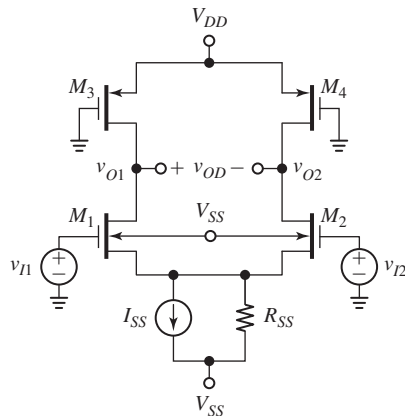 V_DD
M_3
M_4
v_O1
+
v_OD
−
v_O2
M_1
V_SS
M_2
v_I1
+
−
+
−
v_I2
I_SS
R_SS
V_SS